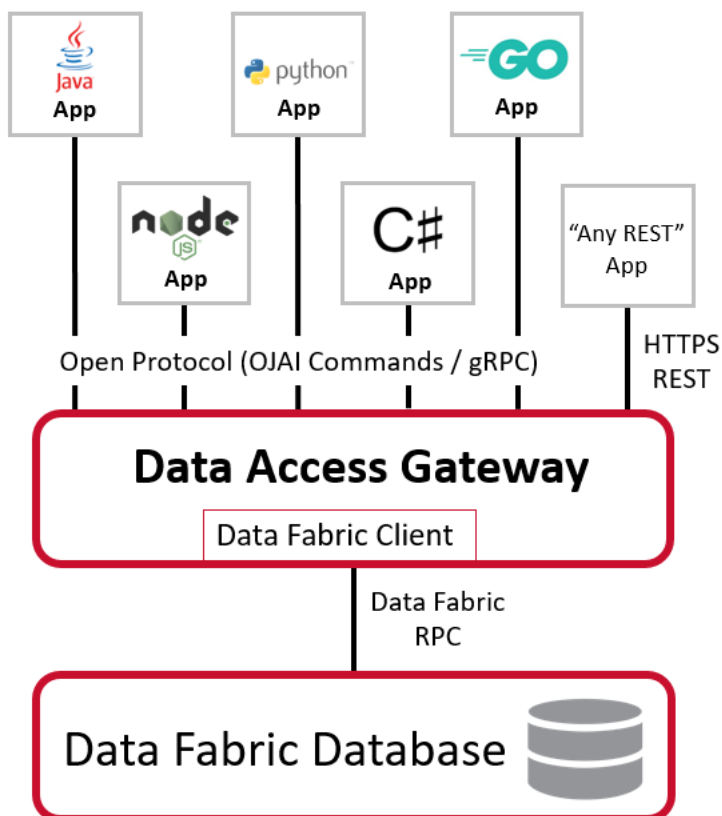 Java
App
python™
App
GO
App
node
JS
App
C#
App
“Any REST”
App
Open Protocol (OJAI Commands / gRPC)
HTTPS
REST
Data Access Gateway
Data Fabric Client
Data Fabric
RPC
Data Fabric Database